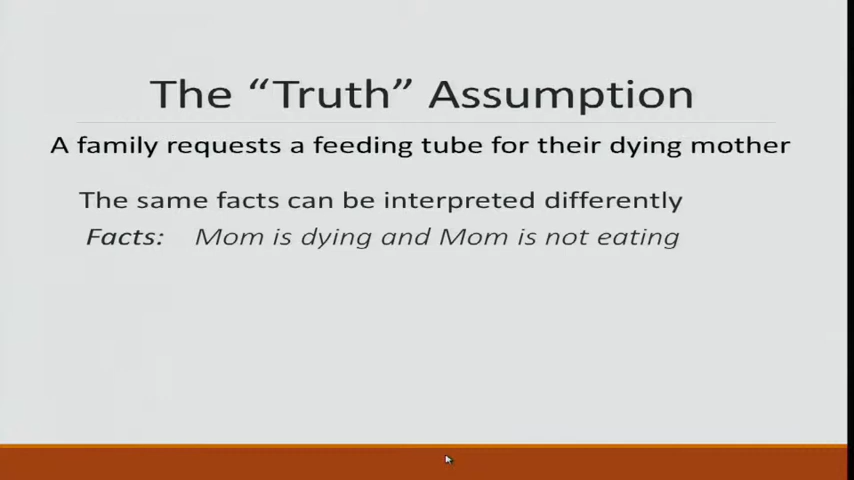 The “Truth” Assumption
A family requests a feeding tube for their dying mother
The same facts can be interpreted differently
Facts: Mom is dying and Mom is not eating